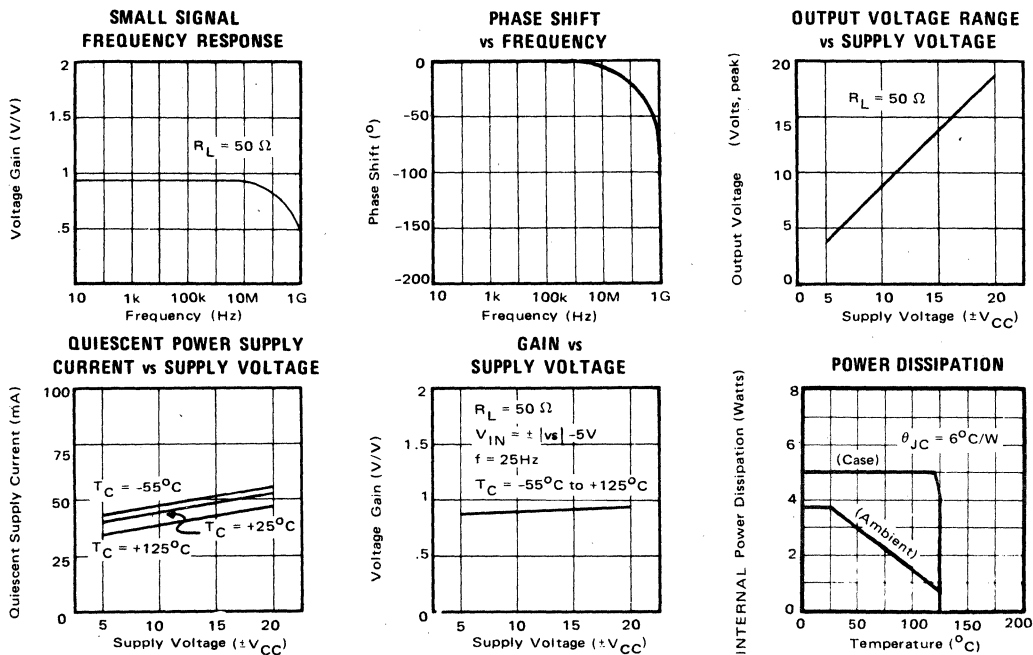 SMALL SIGNAL
FREQUENCY RESPONSE
Voltage Gain (V/V)
2
1.5
1
.5
R_L = 50 Ω
10 1k 100k 10M 1G
Frequency (Hz)
PHASE SHIFT
vs FREQUENCY
Phase Shift (°)
0
-50
-100
-150
-200
10 1k 100k 10M 1G
Frequency (Hz)
OUTPUT VOLTAGE RANGE
vs SUPPLY VOLTAGE
Output Voltage (Volts, peak)
20
15
10
5
0
R_L = 50 Ω
0 5 10 15 20
Supply Voltage (±V_CC)
QUIESCENT POWER SUPPLY
CURRENT vs SUPPLY VOLTAGE
Quiescent Supply Current (mA)
100
75
50
25
0
T_C = -55°C
T_C = +25°C
T_C = +125°C
5 10 15 20
Supply Voltage (±V_CC)
GAIN vs
SUPPLY VOLTAGE
Voltage Gain (V/V)
2
1.5
1
.5
0
R_L = 50 Ω
V_IN = ± |vs| -5V
f = 25Hz
T_C = -55°C to +125°C
5 10 15 20
Supply Voltage (±V_CC)
POWER DISSIPATION
INTERNAL Power Dissipation (Watts)
8
6
4
2
0
θ_JC = 6°C/W
(Case)
(Ambient)
0 50 100 150 200
Temperature (°C)